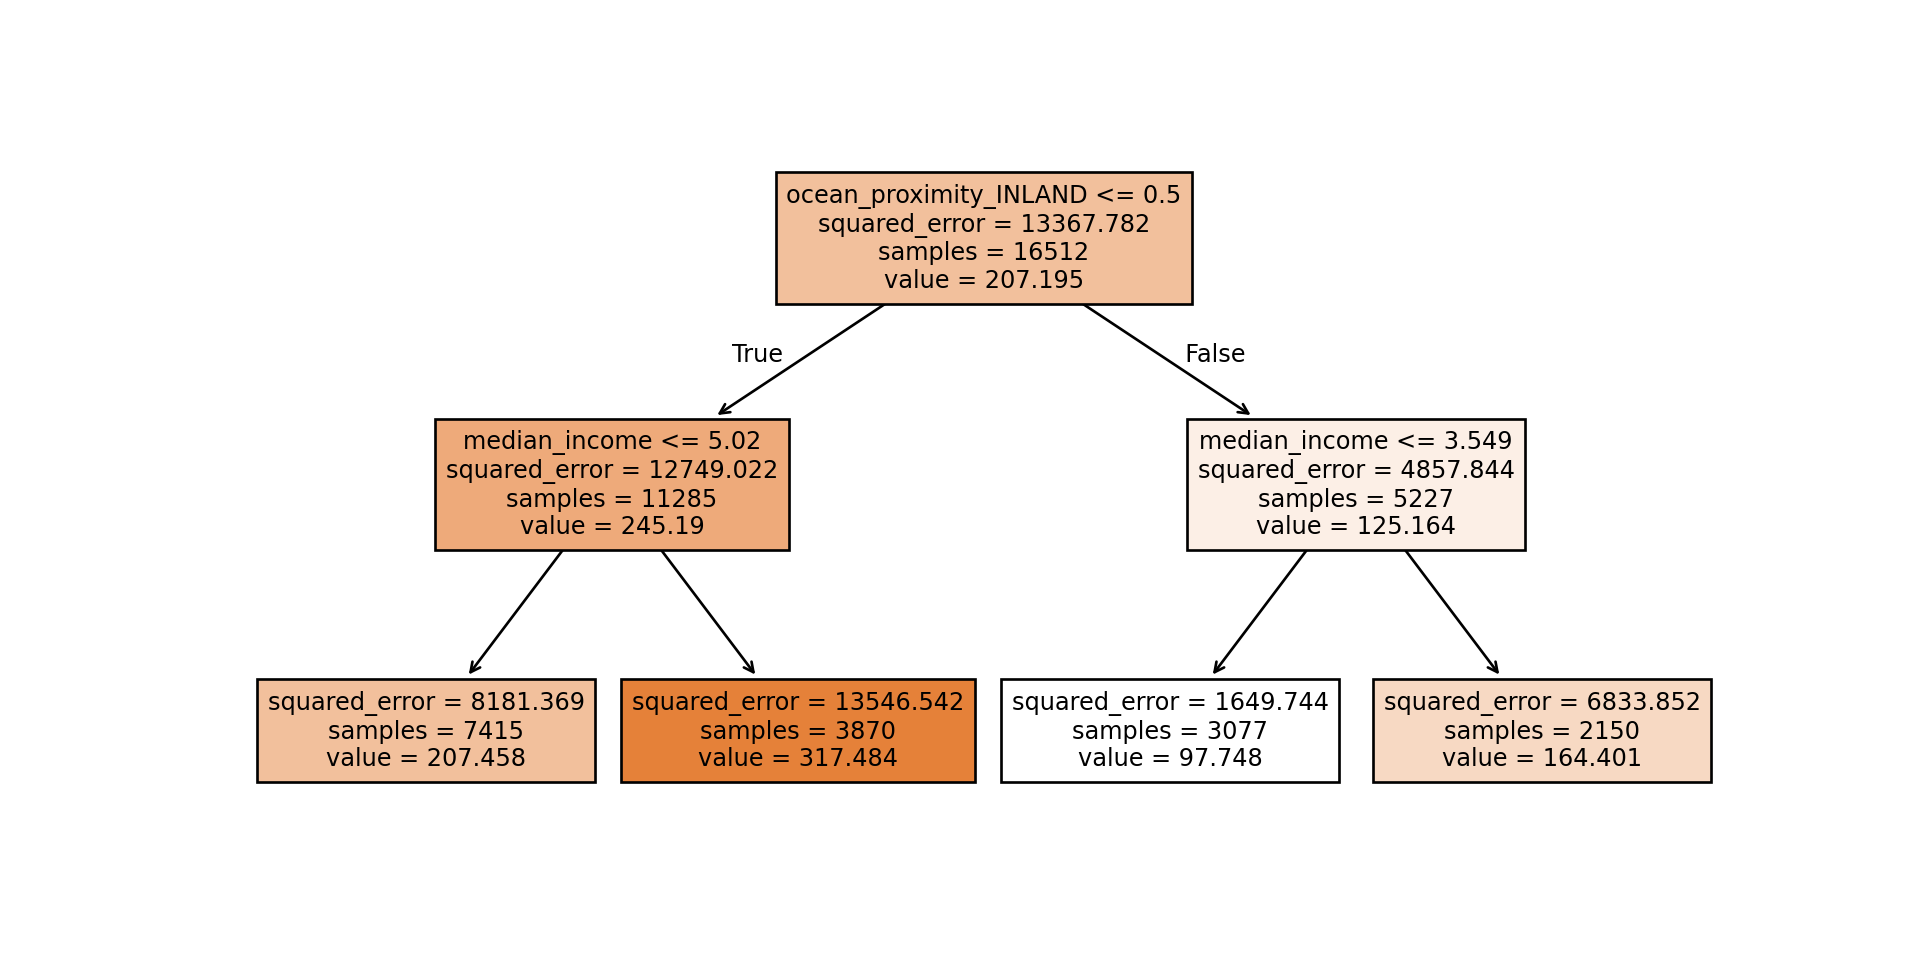 ocean_proximity_INLAND <= 0.5
squared_error = 13367.782
samples = 16512
value = 207.195
True
False
median_income <= 5.02
squared_error = 12749.022
samples = 11285
value = 245.19
median_income <= 3.549
squared_error = 4857.844
samples = 5227
value = 125.164
squared_error = 8181.369
samples = 7415
value = 207.458
squared_error = 13546.542
samples = 3870
value = 317.484
squared_error = 1649.744
samples = 3077
value = 97.748
squared_error = 6833.852
samples = 2150
value = 164.401